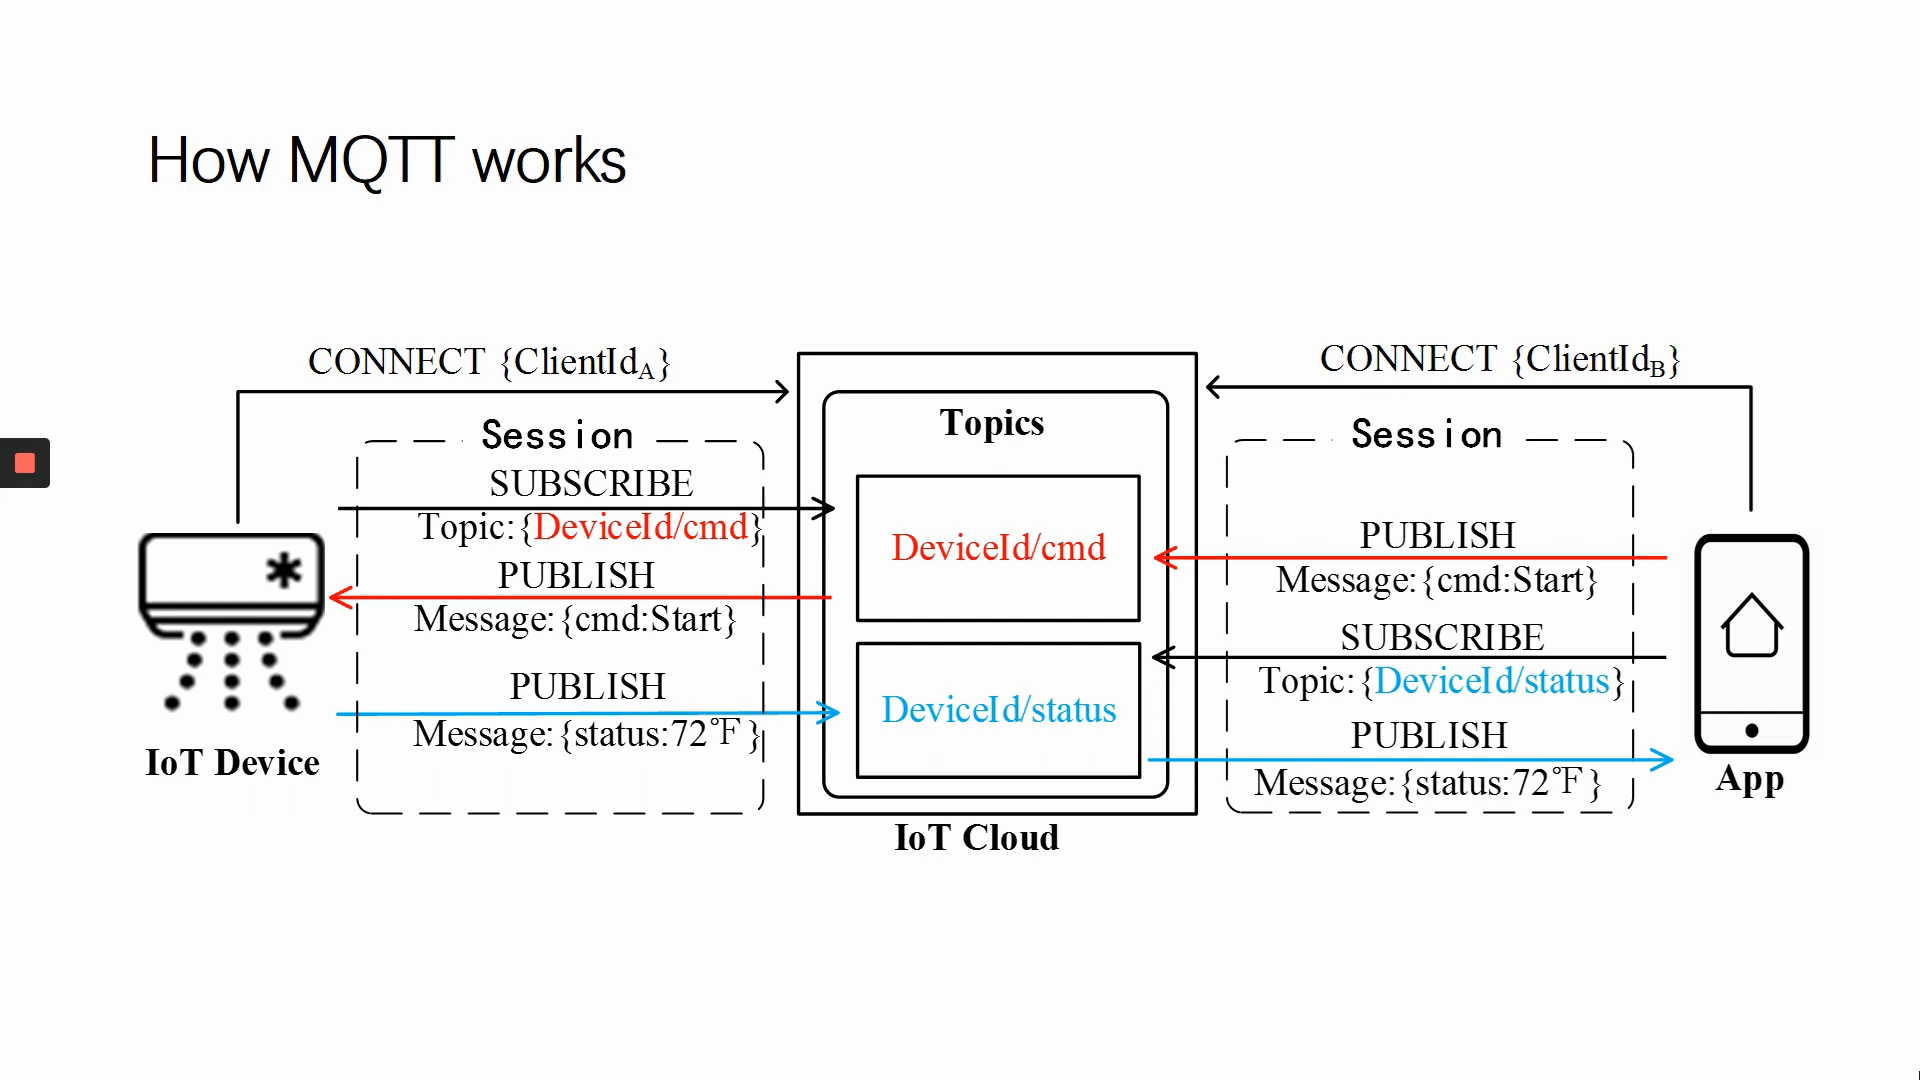 How MQTT works
CONNECT {ClientId_A}
CONNECT {ClientId_B}
Session
SUBSCRIBE
Topic:{DeviceId/cmd}
PUBLISH
Message:{cmd:Start}
PUBLISH
Message:{status:72℉}
IoT Device
Topics
DeviceId/cmd
DeviceId/status
IoT Cloud
Session
PUBLISH
Message:{cmd:Start}
SUBSCRIBE
Topic:{DeviceId/status}
PUBLISH
Message:{status:72℉}
App